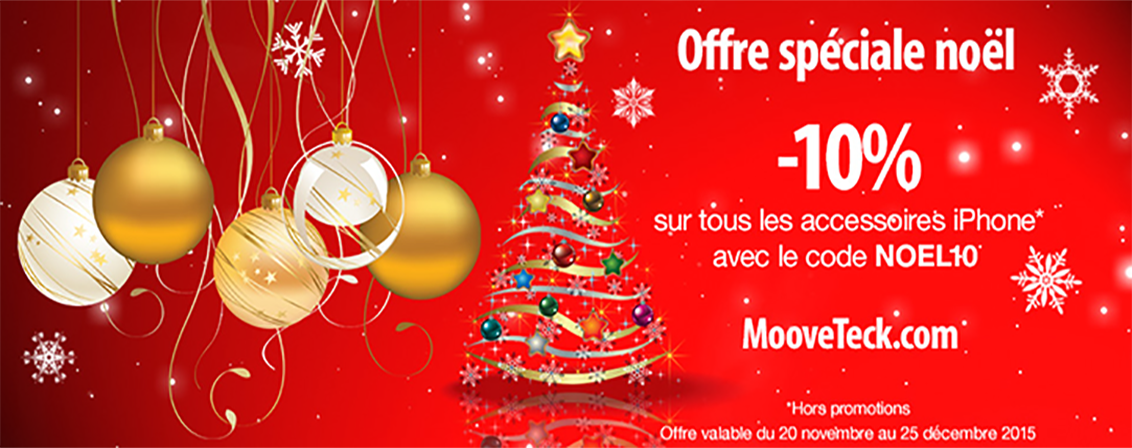 Offre spéciale noël
-10%
sur tous les accessoires iPhone*
avec le code NOEL10*
MooveTeck.com
*Hors promotions
Offre valable du 20 novembre au 25 décembre 2015